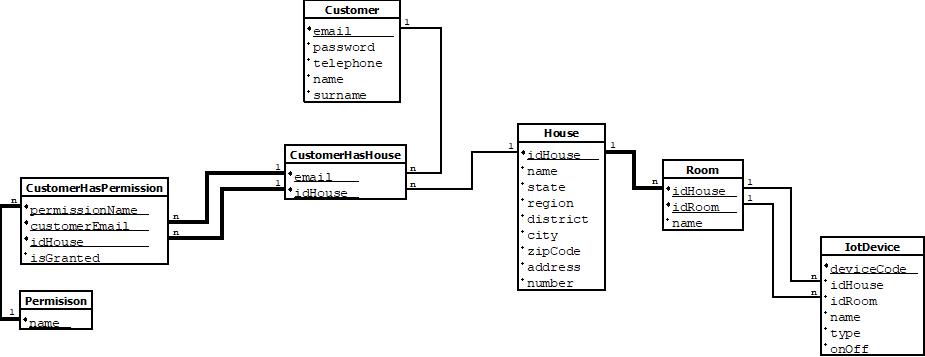 Customer
email
password
telephone
name
surname
1
CustomerHasHouse
email
idHouse
1
1
n
n
CustomerHasPermission
permissionName
customerEmail
idHouse
isGranted
n
n
n
Permisison
name
1
House
idHouse
name
state
region
district
city
zipCode
address
number
1
1
Room
idHouse
idRoom
name
n
1
1
IotDevice
deviceCode
idHouse
idRoom
name
type
onOff
n
n